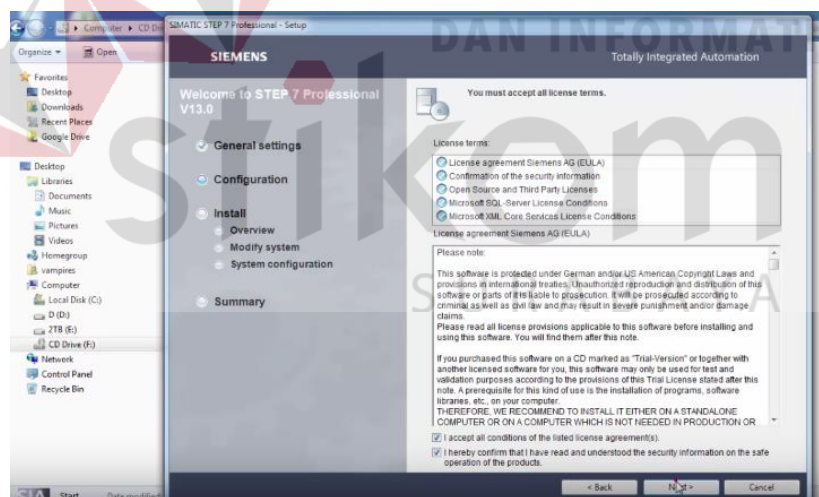 Computer ▸ CD Dri
SIMATIC STEP 7 Professional - Setup
DAN INFORMAT
Organize
Open
SIEMENS
Totally Integrated Automation
Favorites
Desktop
Downloads
Recent Places
Google Drive
Desktop
Libraries
Documents
Music
Pictures
Videos
Homegroup
vampires
Computer
Local Disk (C:)
D (D:)
2TB (E:)
CD Drive (F:)
Network
Control Panel
Recycle Bin
Welcome to STEP 7 Professional
V13.0
General settings
Configuration
Install
Overview
Modify system
System configuration
Summary
You must accept all license terms.
License terms:
License agreement Siemens AG (EULA)
Confirmation of the security information
Open Source and Third Party Licenses
Microsoft SQL-Server License Conditions
Microsoft XML Core Services License Conditions
License agreement Siemens AG (EULA)
Please note:
This software is protected under German and/or US American Copyright Laws and
provisions in international treaties. Unauthorized reproduction and distribution of this
software or parts of it is liable to prosecution. It will be prosecuted according to
criminal as well as civil law and may result in severe punishment and/or damage
claims.
Please read all license provisions applicable to this software before installing and
using this software. You will find them after this note.
If you purchased this software on a CD marked as "Trial-Version" or together with
another licensed software for you, this software may only be used for test and
validation purposes according to the provisions of this Trial License stated after this
note. A prerequisite for this kind of use is the installation of programs, software
libraries, etc., on your computer.
THEREFORE, WE RECOMMEND TO INSTALL IT EITHER ON A STANDALONE
COMPUTER OR ON A COMPUTER WHICH IS NOT NEEDED IN PRODUCTION OR
I accept all conditions of the listed license agreement(s).
I hereby confirm that I have read and understood the security information on the safe
operation of the products.
< Back
Next >
Cancel
stikom
SURABAYA
Start
Date modified